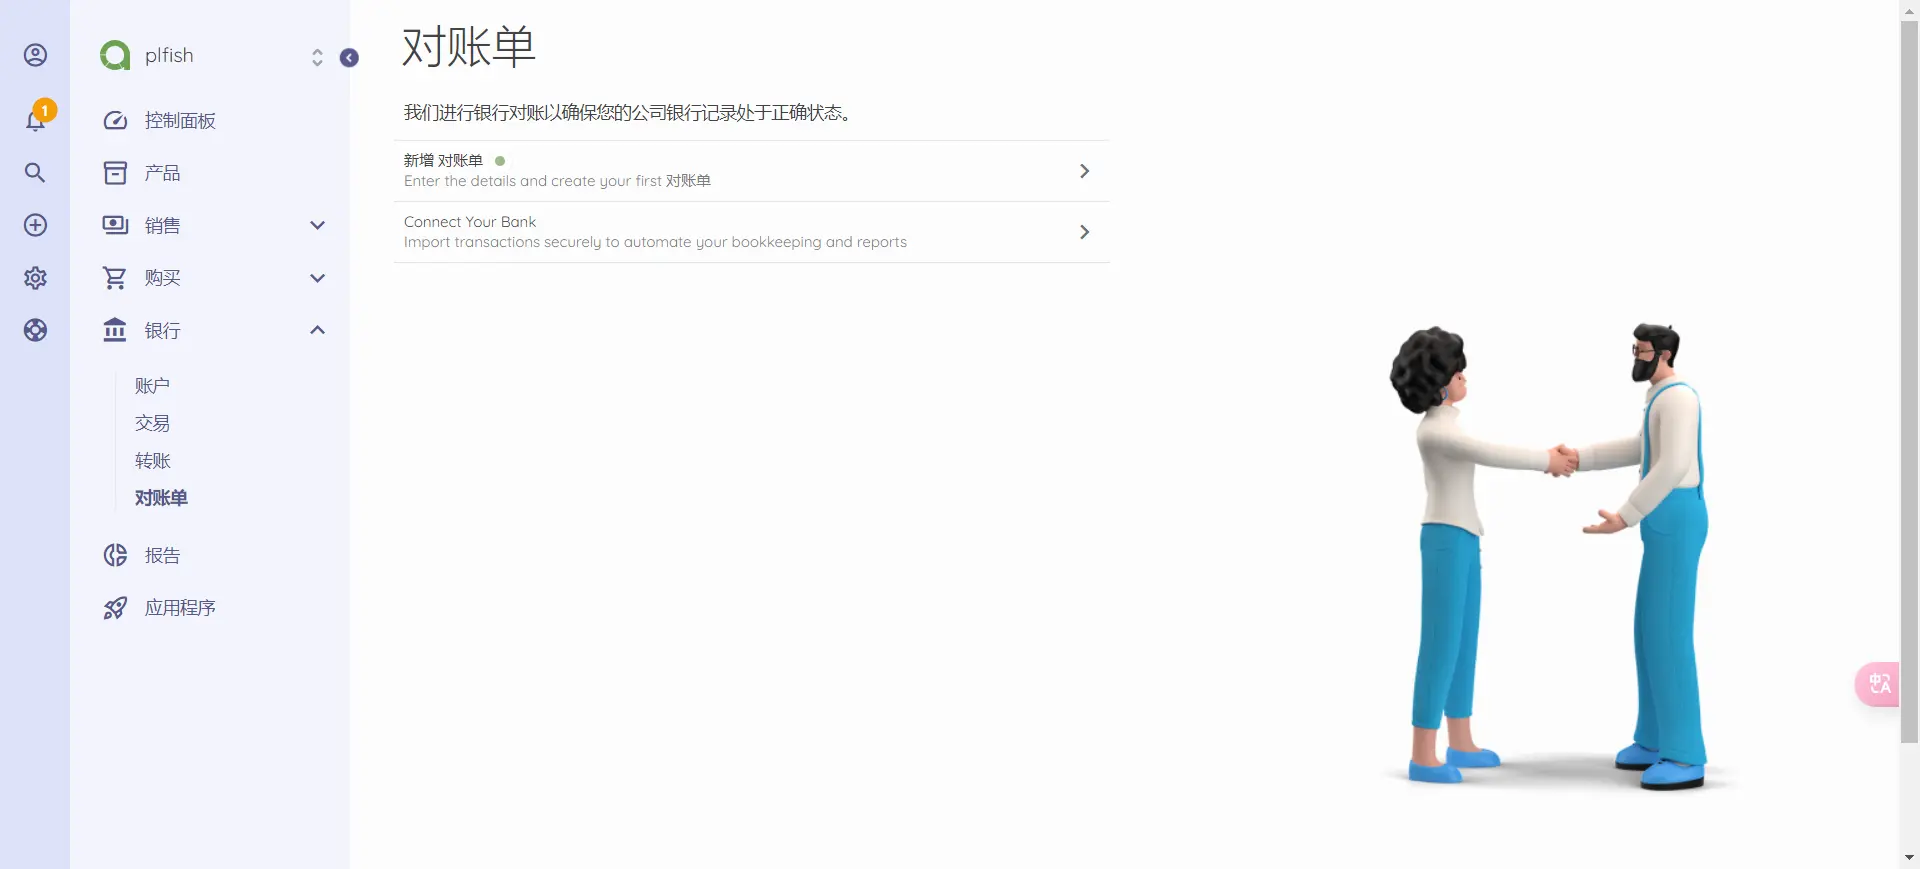 1
plfish
控制面板
产品
销售
购买
银行
账户
交易
转账
对账单
报告
应用程序
对账单
我们进行银行对账以确保您的公司银行记录处于正确状态。
新增 对账单
Enter the details and create your first 对账单
Connect Your Bank
Import transactions securely to automate your bookkeeping and reports
中
A